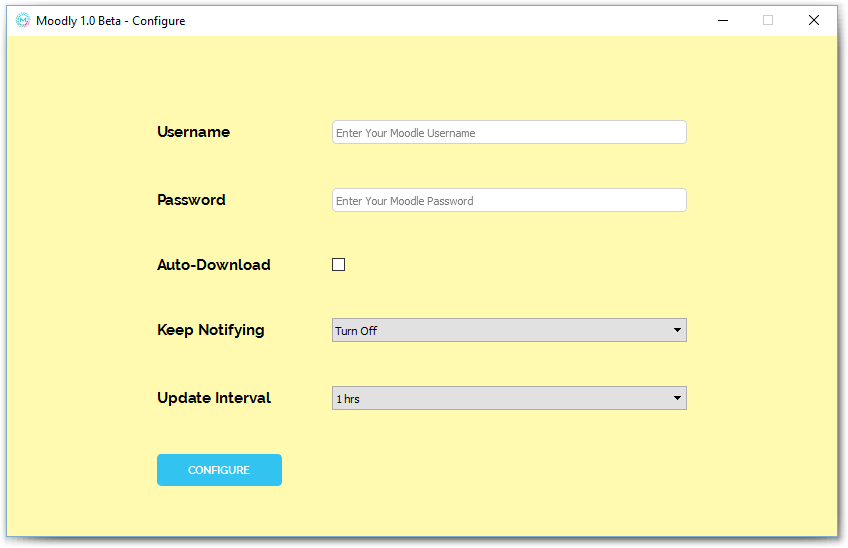 Moodly 1.0 Beta - Configure
Username
Enter Your Moodle Username
Password
Enter Your Moodle Password
Auto-Download
Keep Notifying
Turn Off
Update Interval
1 hrs
CONFIGURE